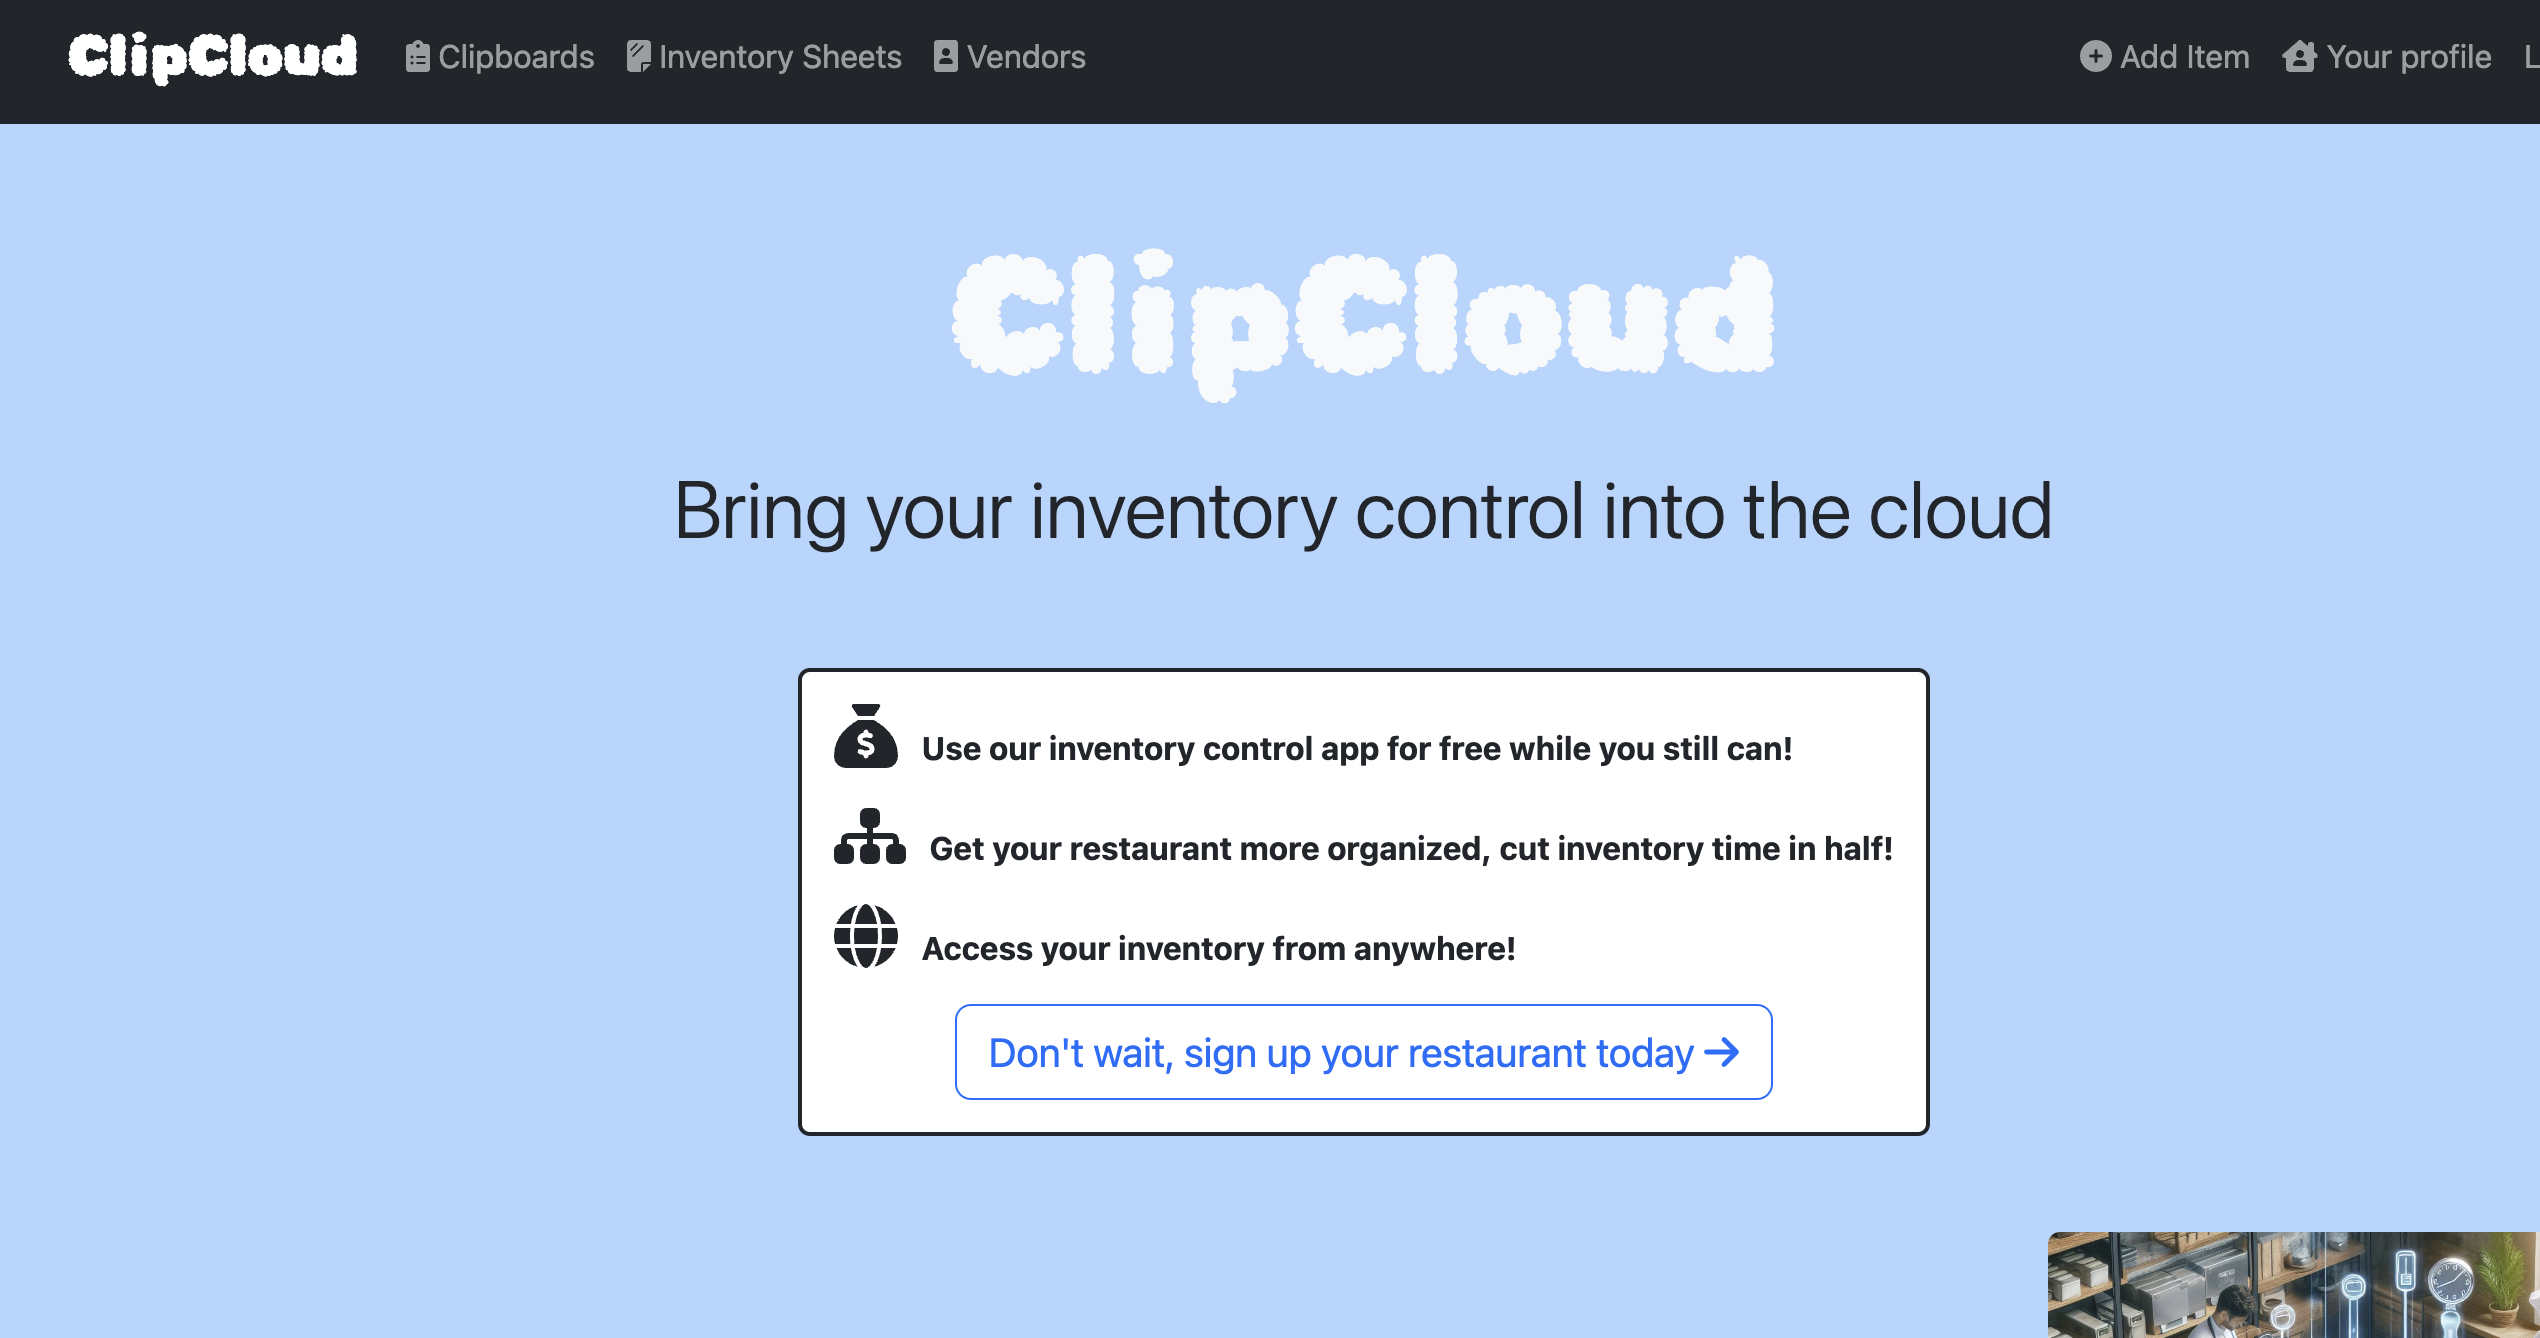 ClipCloud Clipboards Inventory Sheets Vendors Add Item Your profile
ClipCloud
Bring your inventory control into the cloud
Use our inventory control app for free while you still can!
Get your restaurant more organized, cut inventory time in half!
Access your inventory from anywhere!
Don't wait, sign up your restaurant today